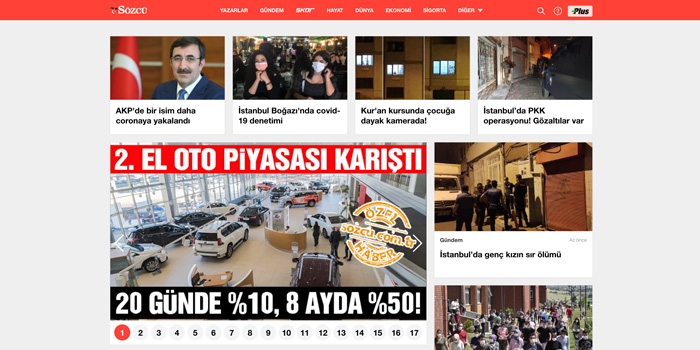 Sözcü
YAZARLAR GÜNDEM SKOR HAYAT DÜNYA EKONOMİ SİGORTA DİĞER
Plus
AKP'de bir isim daha
coronaya yakalandı
İstanbul Boğazı'nda covid-
19 denetimi
Kur'an kursunda çocuğa
dayak kamerada!
İstanbul'da PKK
operasyonu! Gözaltılar var
2. EL OTO PİYASASI KARIŞTI
ÖZEL
sozcu.com.tr
HABER
20 GÜNDE %10, 8 AYDA %50!
1 2 3 4 5 6 7 8 9 10 11 12 13 14 15 16 17
Gündem
Az önce
İstanbul'da genç kızın sır ölümü